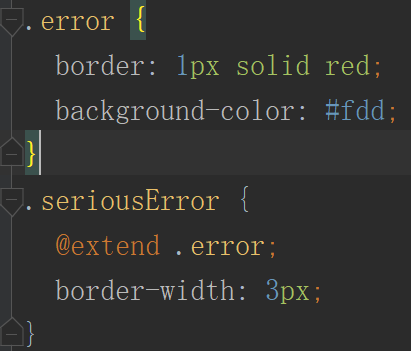 .error {
border: 1px solid red;
background-color: #fdd;
}
.seriousError {
@extend .error;
border-width: 3px;
}